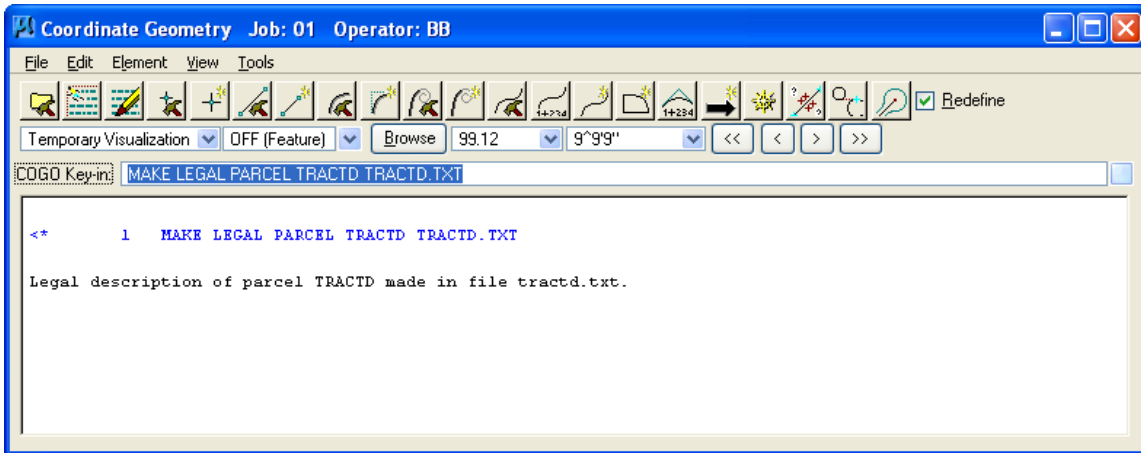 Coordinate Geometry Job: 01 Operator: BB
File Edit Element View Tools
Redefine
Temporary Visualization OFF (Feature) Browse 99.12 9^9'9" << < > >>
COGO Key-in: MAKE LEGAL PARCEL TRACTD TRACTD.TXT
<* 1 MAKE LEGAL PARCEL TRACTD TRACTD.TXT
Legal description of parcel TRACTD made in file tractd.txt.